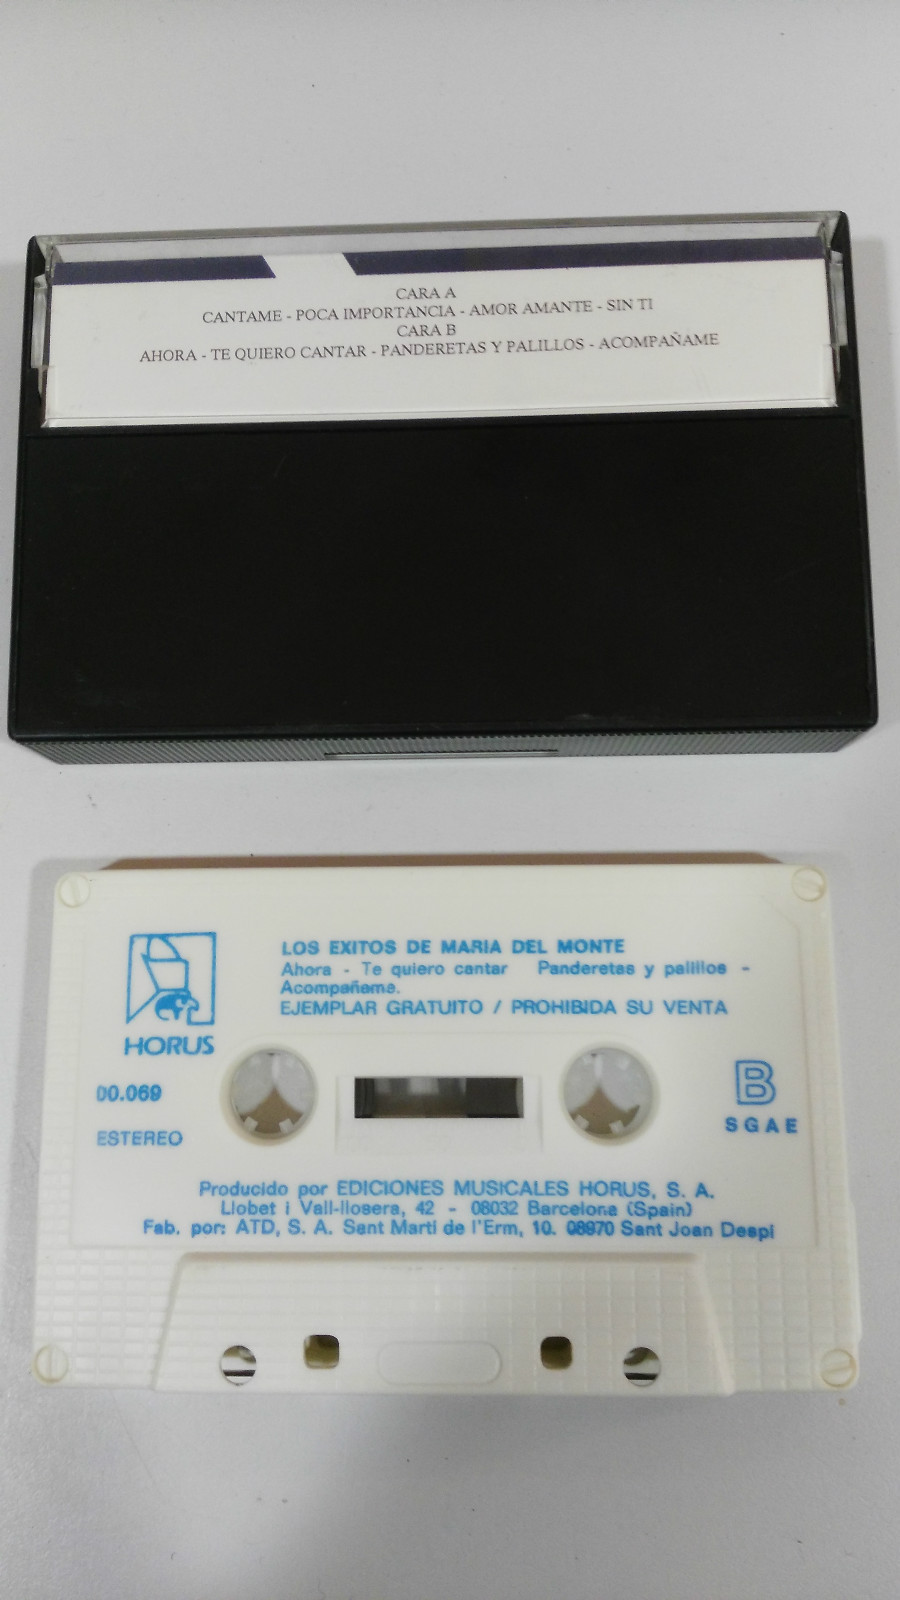 CARA A
CANTAME - POCA IMPORTANCIA - AMOR AMANTE - SIN TI
CARA B
AHORA - TE QUIERO CANTAR - PANDERETAS Y PALILLOS - ACOMPAÑAME
LOS EXITOS DE MARIA DEL MONTE
Ahora - Te quiero cantar Panderetas y palillos -
Acompañame.
EJEMPLAR GRATUITO / PROHIBIDA SU VENTA
HORUS
D0.069
ESTEREO
B
SGAE
Producido por EDICIONES MUSICALES HORUS, S. A.
Llobet i Vall-llosera, 42 - 08032 Barcelona (Spain)
Fab. por: ATD, S. A. Sant Marti de l'Erm, 10. 08970 Sant Joan Despi